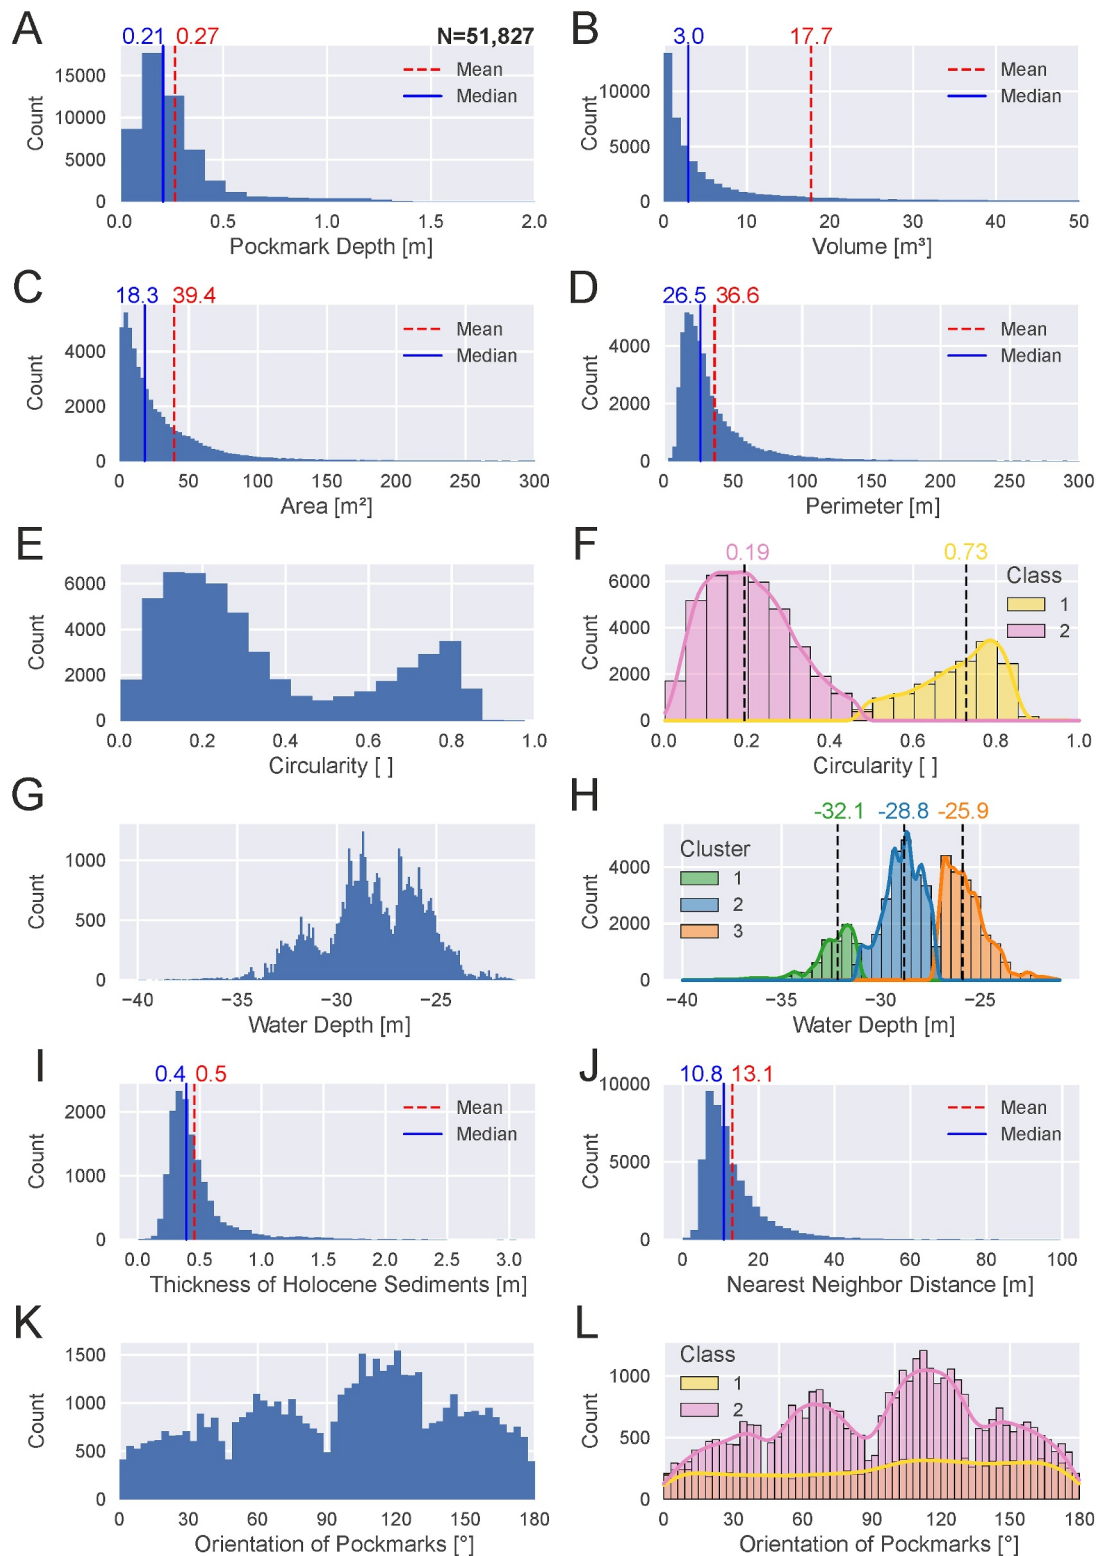 A
0.21 0.27 N=51,827
Mean
Median
Count
15000
10000
5000
0
0.0 0.5 1.0 1.5 2.0
Pockmark Depth [m]
B
3.0 17.7
Mean
Median
Count
10000
5000
0
0 10 20 30 40 50
Volume [m³]
C
18.3 39.4
Mean
Median
Count
4000
2000
0
0 50 100 150 200 250 300
Area [m²]
D
26.5 36.6
Mean
Median
Count
4000
2000
0
0 50 100 150 200 250 300
Perimeter [m]
E
Count
6000
4000
2000
0
0.0 0.2 0.4 0.6 0.8 1.0
Circularity [ ]
F
0.19 0.73
Class
1
2
Count
6000
4000
2000
0
0.0 0.2 0.4 0.6 0.8 1.0
Circularity [ ]
G
Count
1000
500
0
−40 −35 −30 −25
Water Depth [m]
H
-32.1 -28.8 -25.9
Cluster
1
2
3
Count
4000
2000
0
−40 −35 −30 −25
Water Depth [m]
I
0.4 0.5
Mean
Median
Count
2000
1000
0
0.0 0.5 1.0 1.5 2.0 2.5 3.0
Thickness of Holocene Sediments [m]
J
10.8 13.1
Mean
Median
Count
10000
5000
0
0 20 40 60 80 100
Nearest Neighbor Distance [m]
K
Count
1500
1000
500
0
0 30 60 90 120 150 180
Orientation of Pockmarks [°]
L
Class
1
2
Count
1000
500
0
0 30 60 90 120 150 180
Orientation of Pockmarks [°]